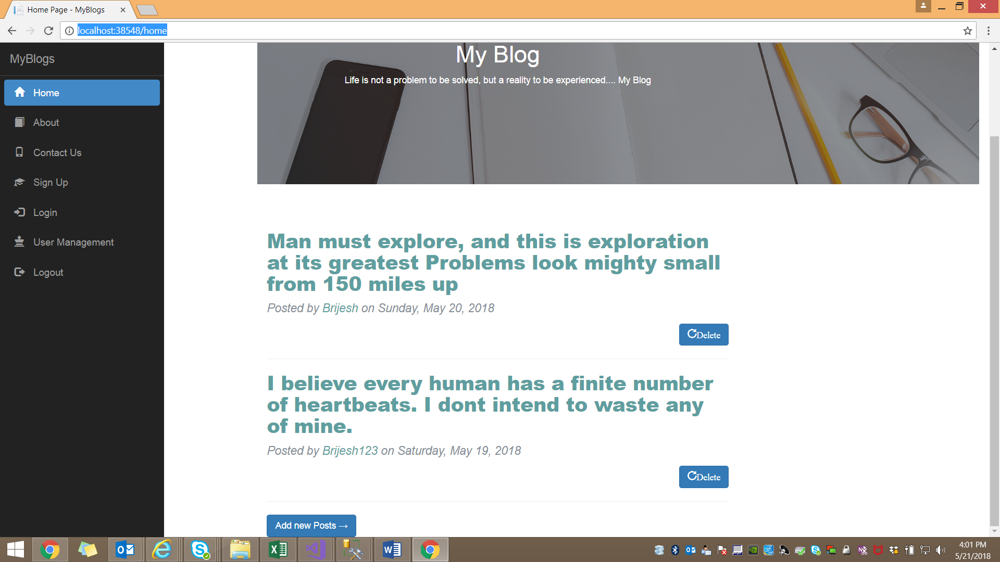 Home Page - MyBlogs
localhost:38548/home
MyBlogs
Home
About
Contact Us
Sign Up
Login
User Management
Logout
My Blog
Life is not a problem to be solved, but a reality to be experienced.... My Blog
Man must explore, and this is exploration
at its greatest Problems look mighty small
from 150 miles up
Posted by Brijesh on Sunday, May 20, 2018
Delete
I believe every human has a finite number
of heartbeats. I dont intend to waste any
of mine.
Posted by Brijesh123 on Saturday, May 19, 2018
Delete
Add new Posts →
4:01 PM
5/21/2018